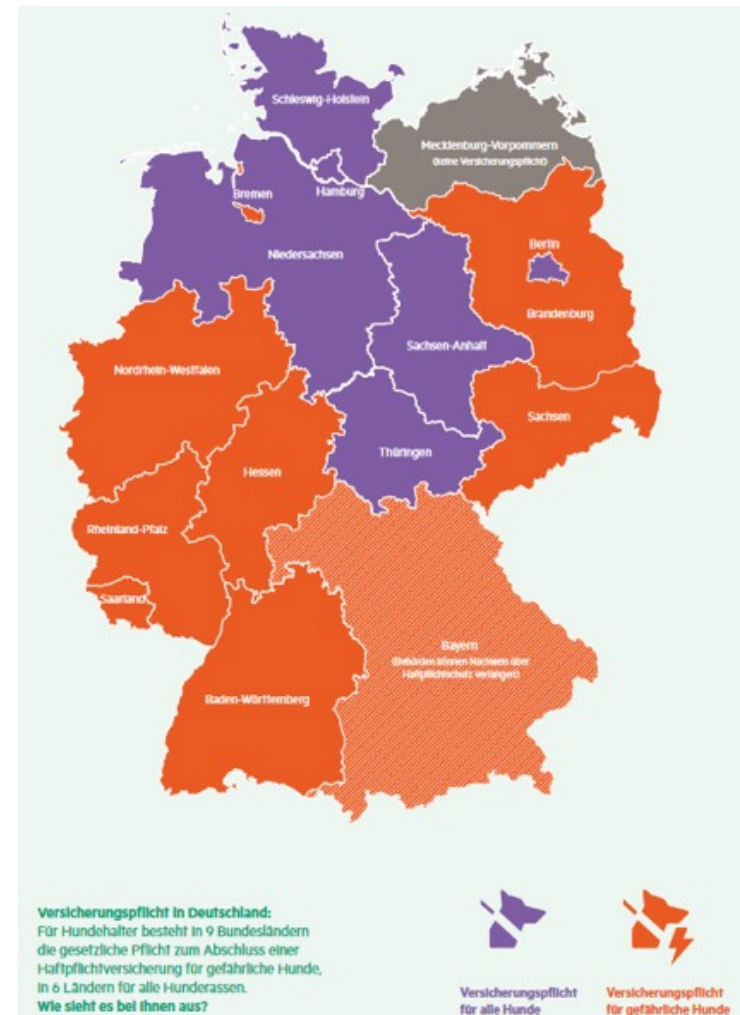 Schleswig-Holstein
Mecklenburg-Vorpommern
(keine Versicherungspflicht)
Hamburg
Bremen
Niedersachsen
Berlin
Brandenburg
Sachsen-Anhalt
Nordrhein-Westfalen
Sachsen
Thüringen
Hessen
Rheinland-Pfalz
Saarland
Bayern
(Behörden können Nachweis über
Haftpflichtschutz verlangen)
Baden-Württemberg
Versicherungspflicht in Deutschland:
Für Hundehalter besteht in 9 Bundesländern
die gesetzliche Pflicht zum Abschluss einer
Haftpflichtversicherung für gefährliche Hunde,
in 6 Ländern für alle Hunderassen.
Wie sieht es bei Ihnen aus?
Versicherungspflicht
für alle Hunde
Versicherungspflicht
für gefährliche Hunde